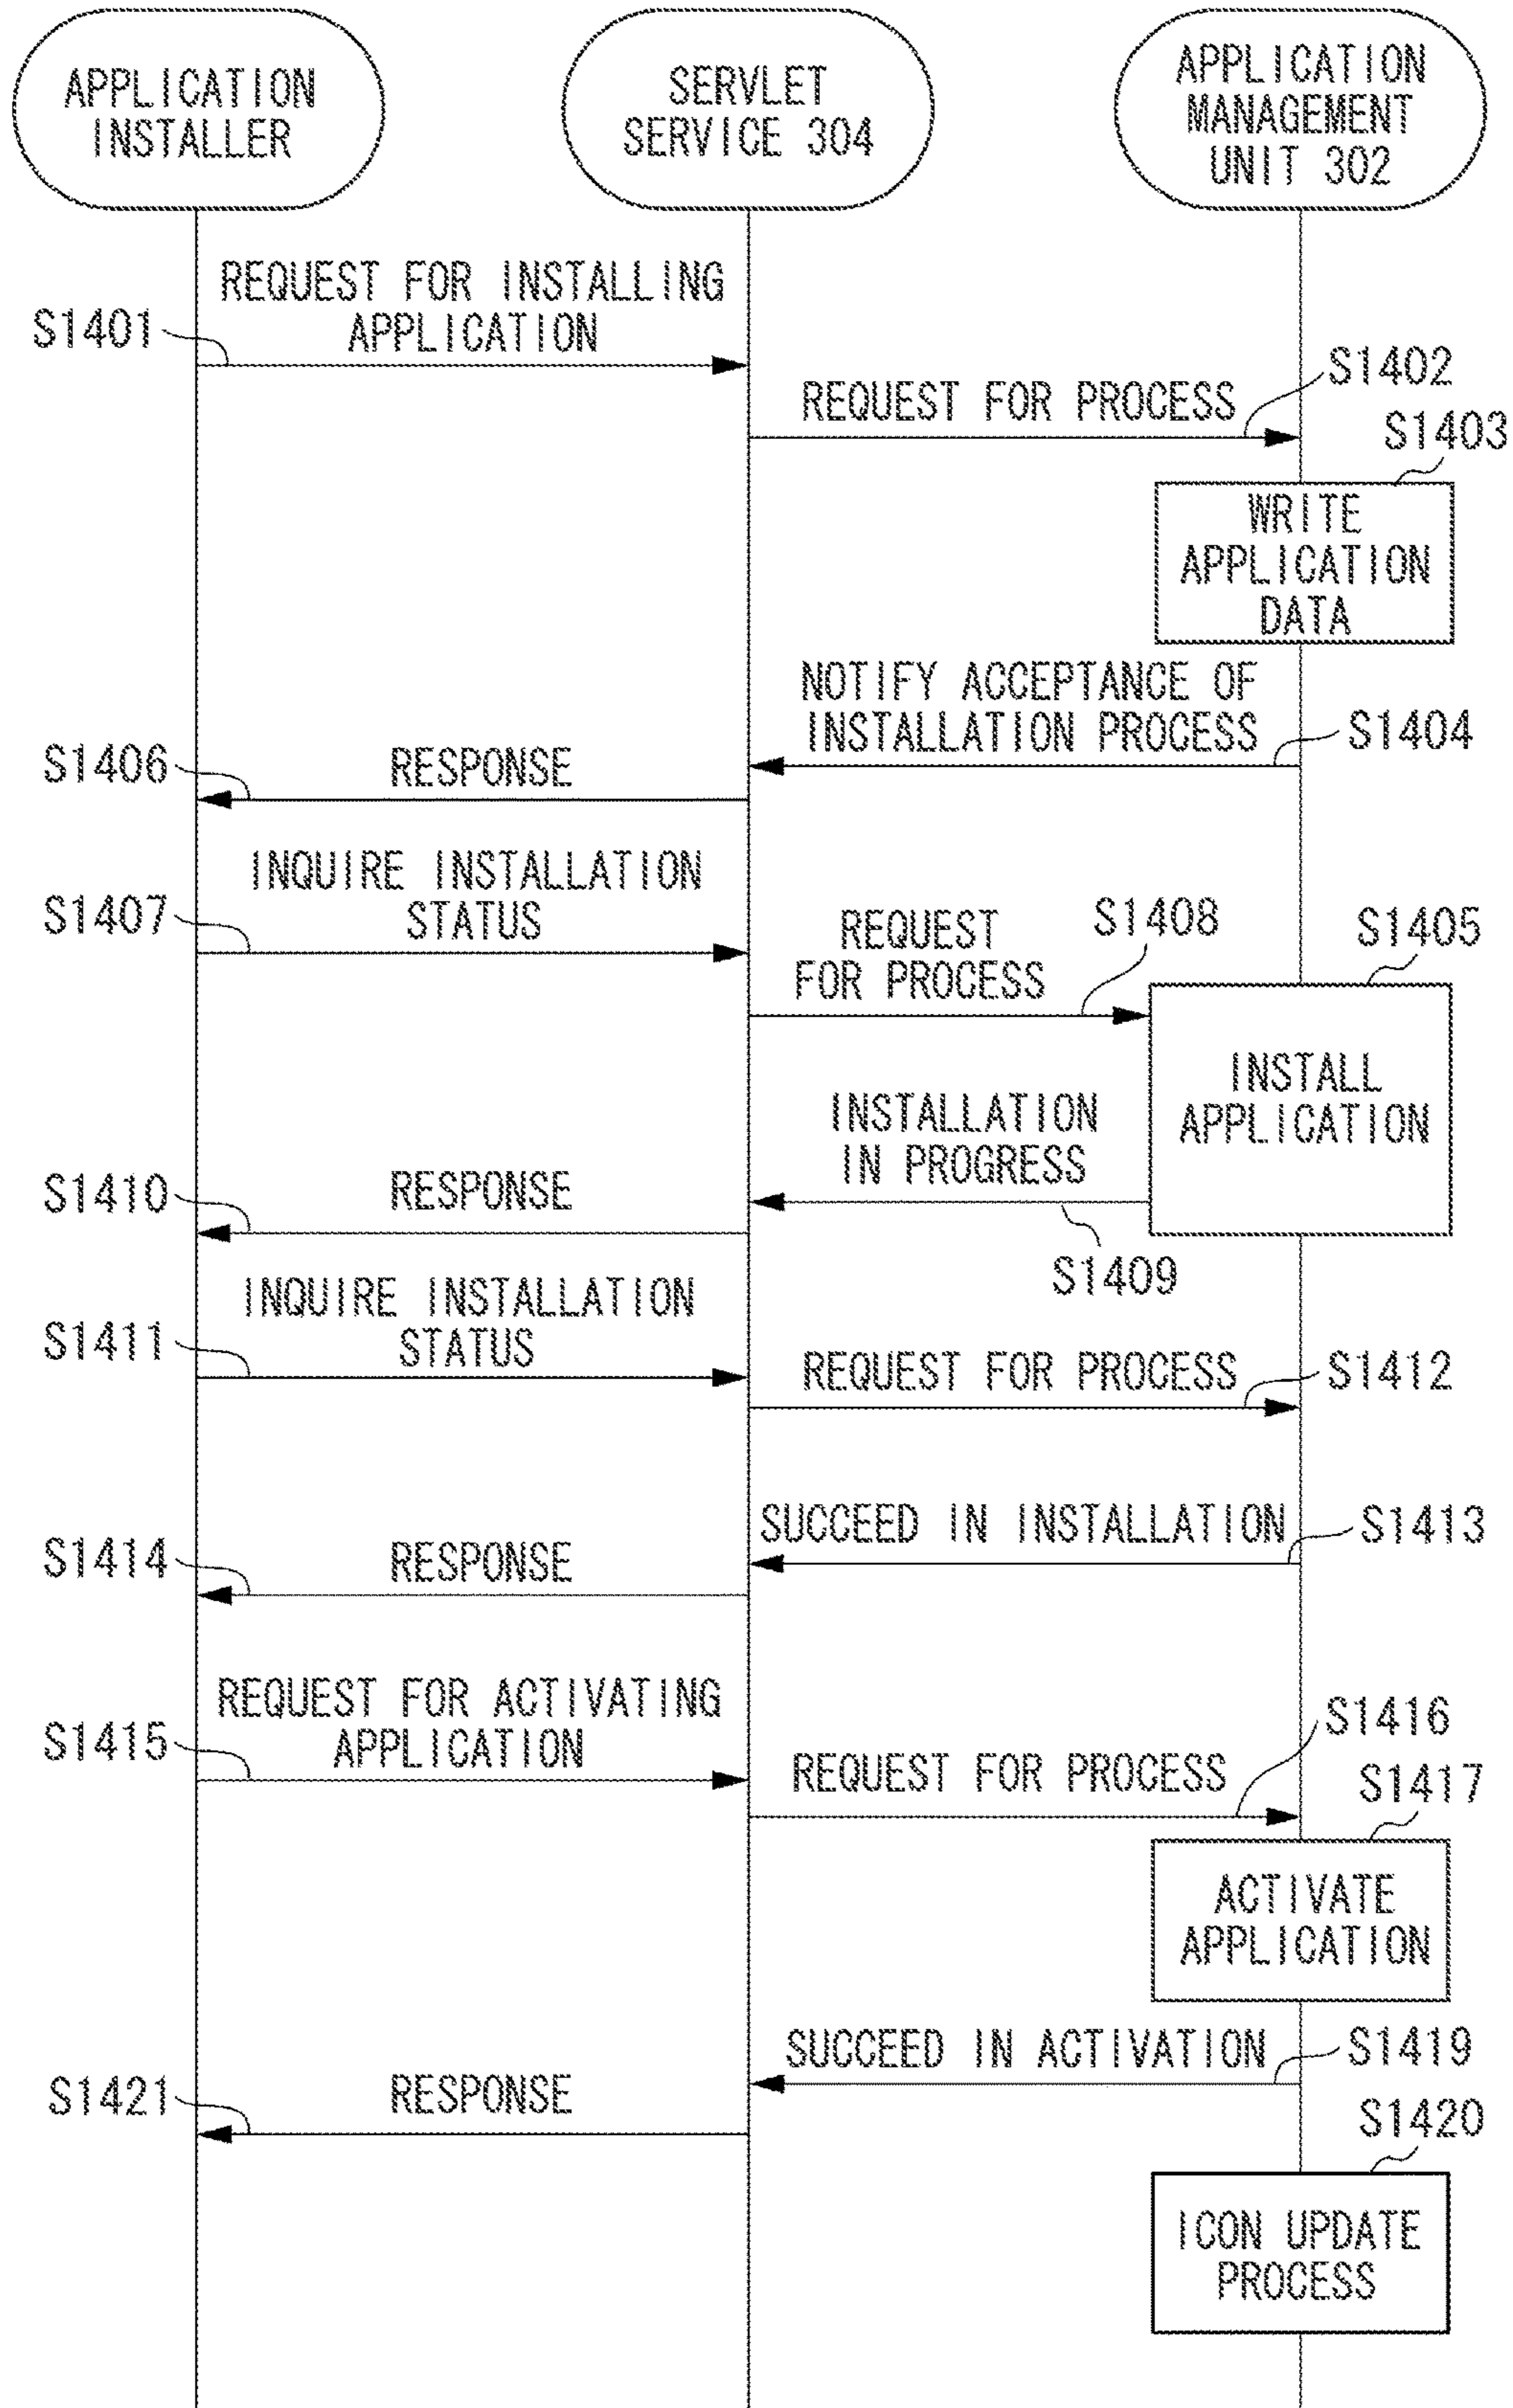 APPLICATION
INSTALLER
SERVLET
SERVICE 304
APPLICATION
MANAGEMENT
UNIT 302
REQUEST FOR INSTALLING
APPLICATION
S1401
REQUEST FOR PROCESS
S1402
S1403
WRITE
APPLICATION
DATA
NOTIFY ACCEPTANCE OF
INSTALLATION PROCESS
S1404
S1406
RESPONSE
INQUIRE INSTALLATION
STATUS
S1407
REQUEST
FOR PROCESS
S1408
S1405
INSTALL
APPLICATION
INSTALLATION
IN PROGRESS
S1409
S1410
RESPONSE
INQUIRE INSTALLATION
STATUS
S1411
REQUEST FOR PROCESS
S1412
SUCCEED IN INSTALLATION
S1413
S1414
RESPONSE
REQUEST FOR ACTIVATING
APPLICATION
S1415
REQUEST FOR PROCESS
S1416
S1417
ACTIVATE
APPLICATION
SUCCEED IN ACTIVATION
S1419
S1421
RESPONSE
S1420
ICON UPDATE
PROCESS